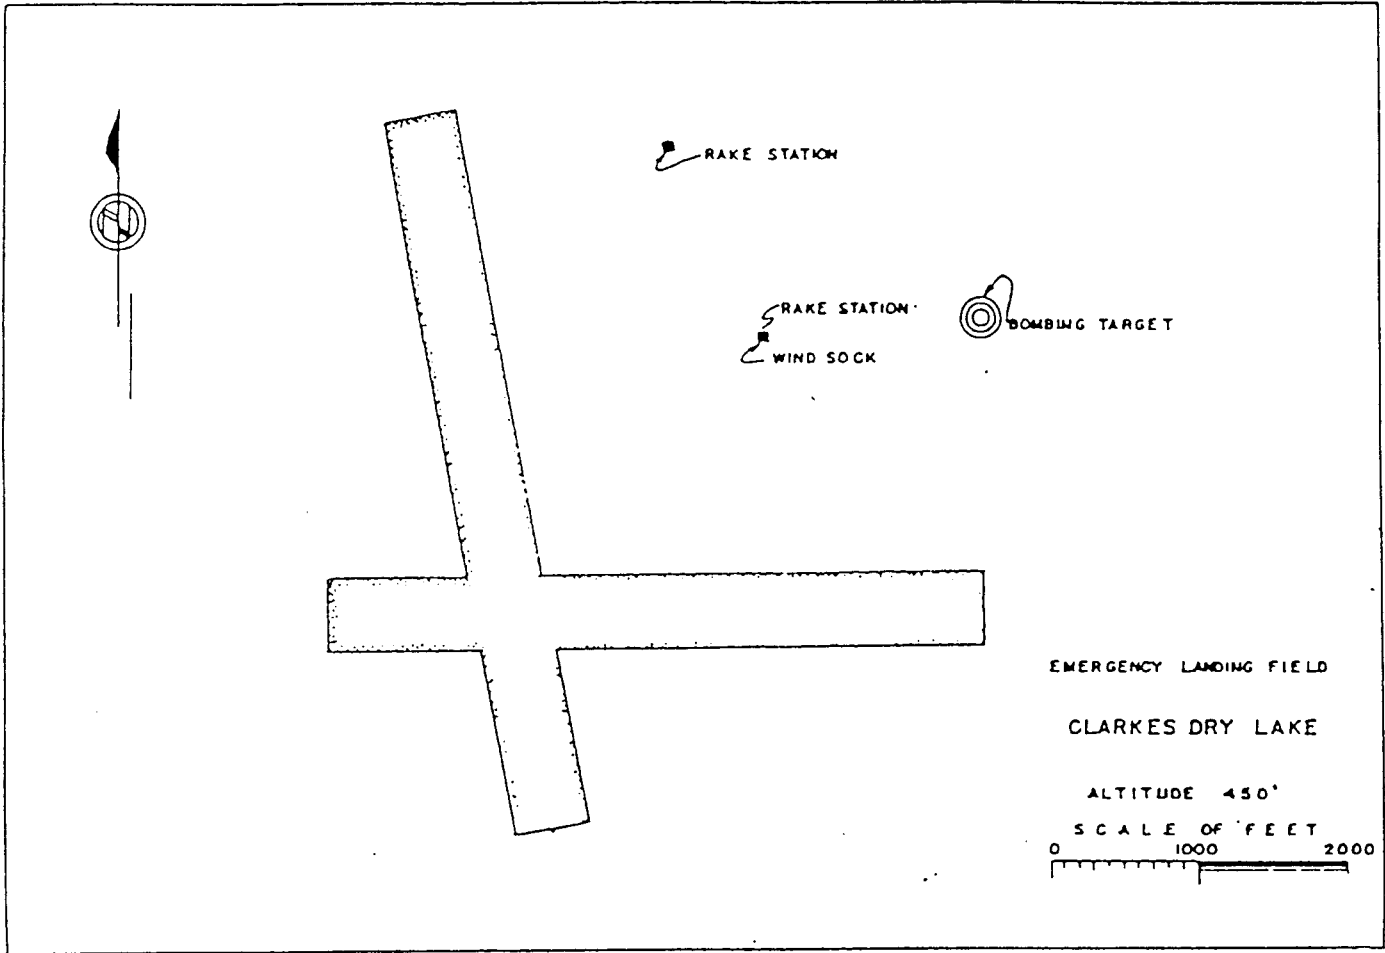 RAKE STATION
RAKE STATION
BOMBING TARGET
WIND SOCK
N
EMERGENCY LANDING FIELD
CLARKES DRY LAKE
ALTITUDE 450'
SCALE OF FEET
0 1000 2000